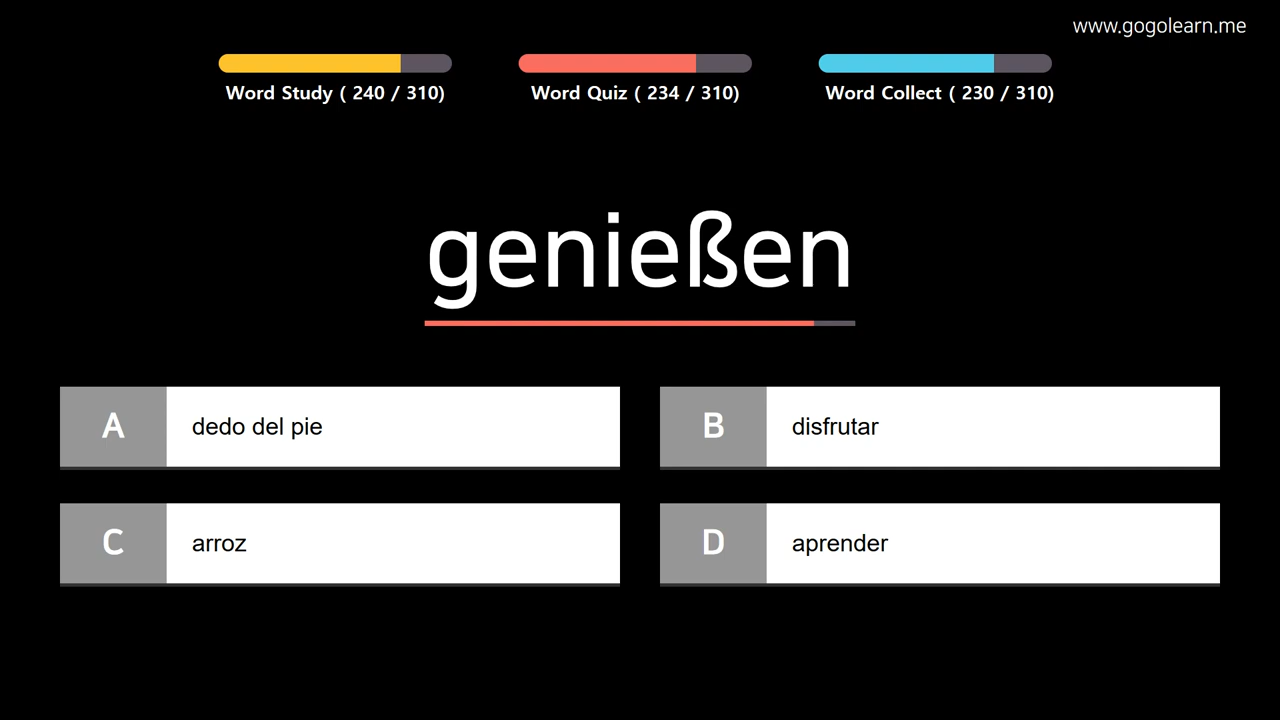 www.gogolearn.me
Word Study ( 240 / 310)
Word Quiz ( 234 / 310)
Word Collect ( 230 / 310)
genießen
A
dedo del pie
B
disfrutar
C
arroz
D
aprender